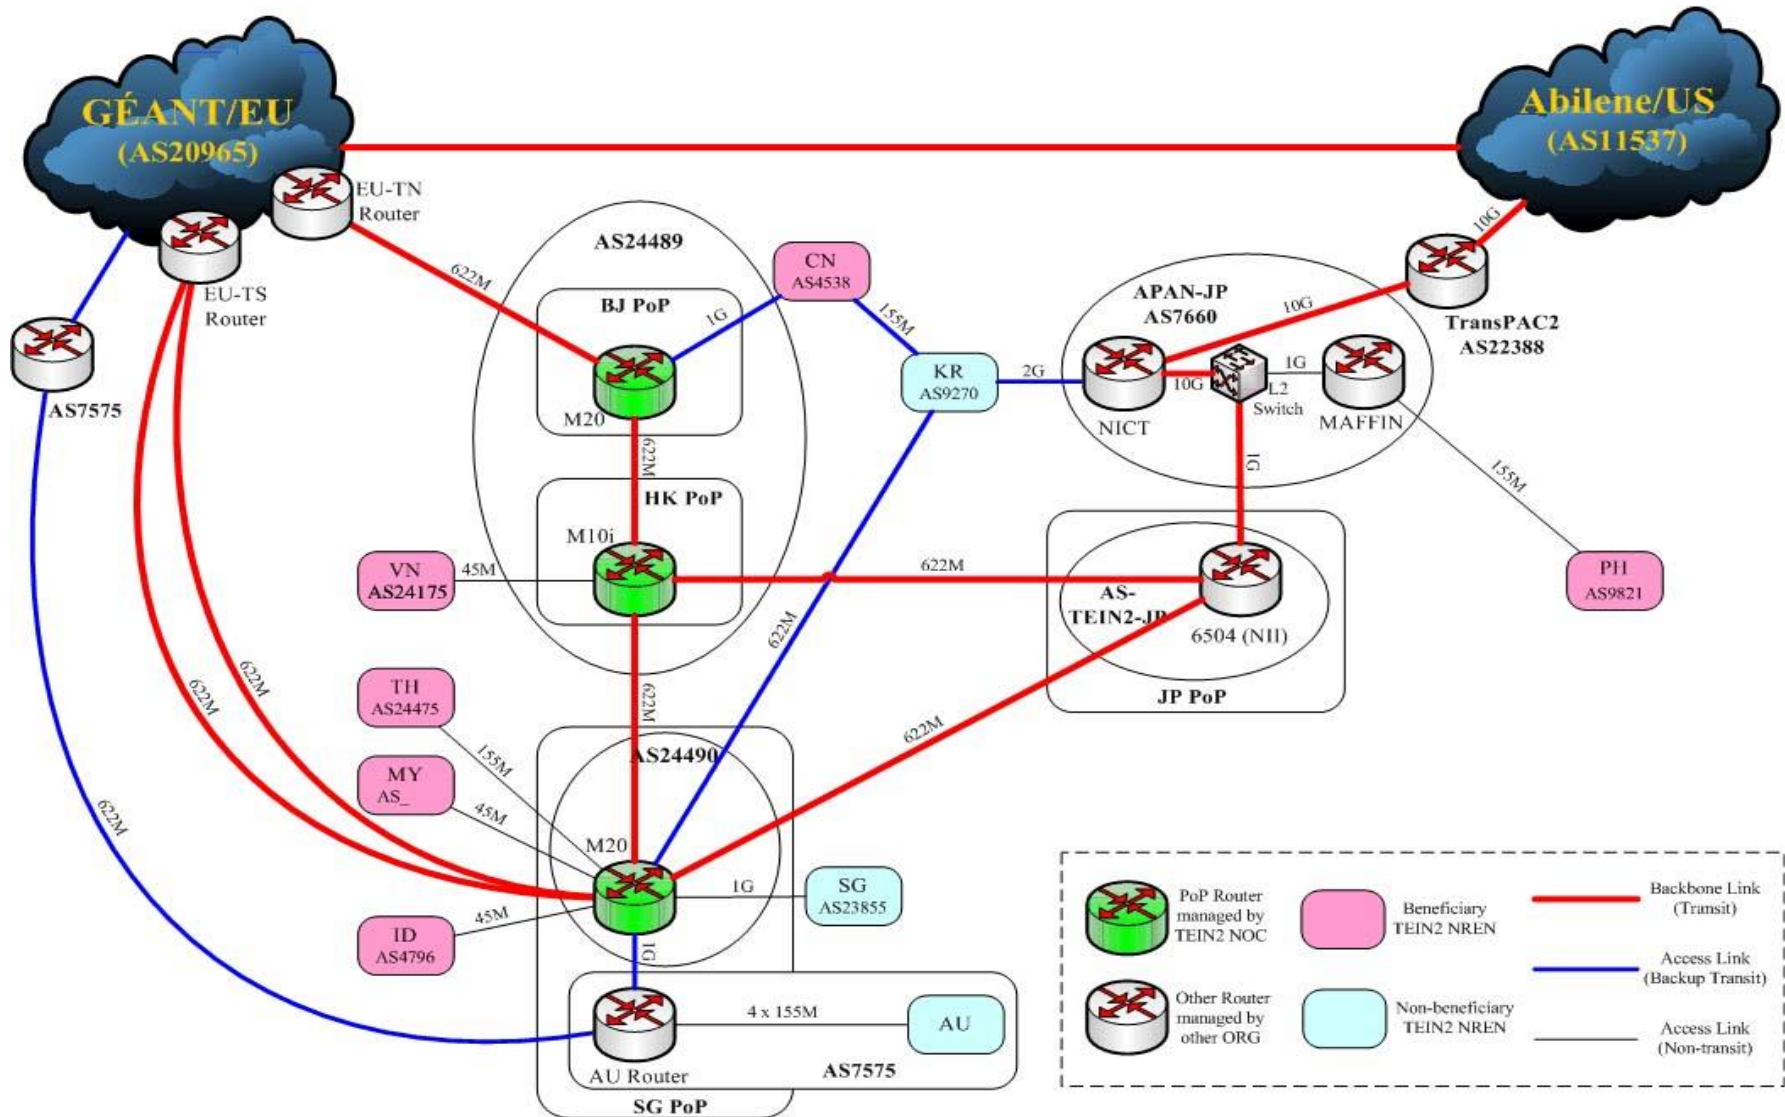 GÉANT/EU
(AS20965)
Abilene/US
(AS11537)
EU-TN
Router
EU-TS
Router
AS7575
622M
AS24489
BJ PoP
M20
1G
CN
AS4538
155M
KR
AS9270
2G
APAN-JP
AS7660
10G
10G
TransPAC2
AS22388
NICT
10G
L2
Switch
1G
MAFFIN
1G
155M
PH
AS9821
622M
HK PoP
M10i
VN
AS24175
45M
622M
AS-
TEIN2-JP
6504 (NII)
JP PoP
622M
622M
622M
622M
622M
622M
TH
AS24475
155M
MY
AS_
45M
AS24490
M20
ID
AS4796
45M
1G
SG
AS23855
1G
4 x 155M
AU
AU Router
AS7575
SG PoP
PoP Router
managed by
TEIN2 NOC
Beneficiary
TEIN2 NREN
Backbone Link
(Transit)
Access Link
(Backup Transit)
Other Router
managed by
other ORG
Non-beneficiary
TEIN2 NREN
Access Link
(Non-transit)